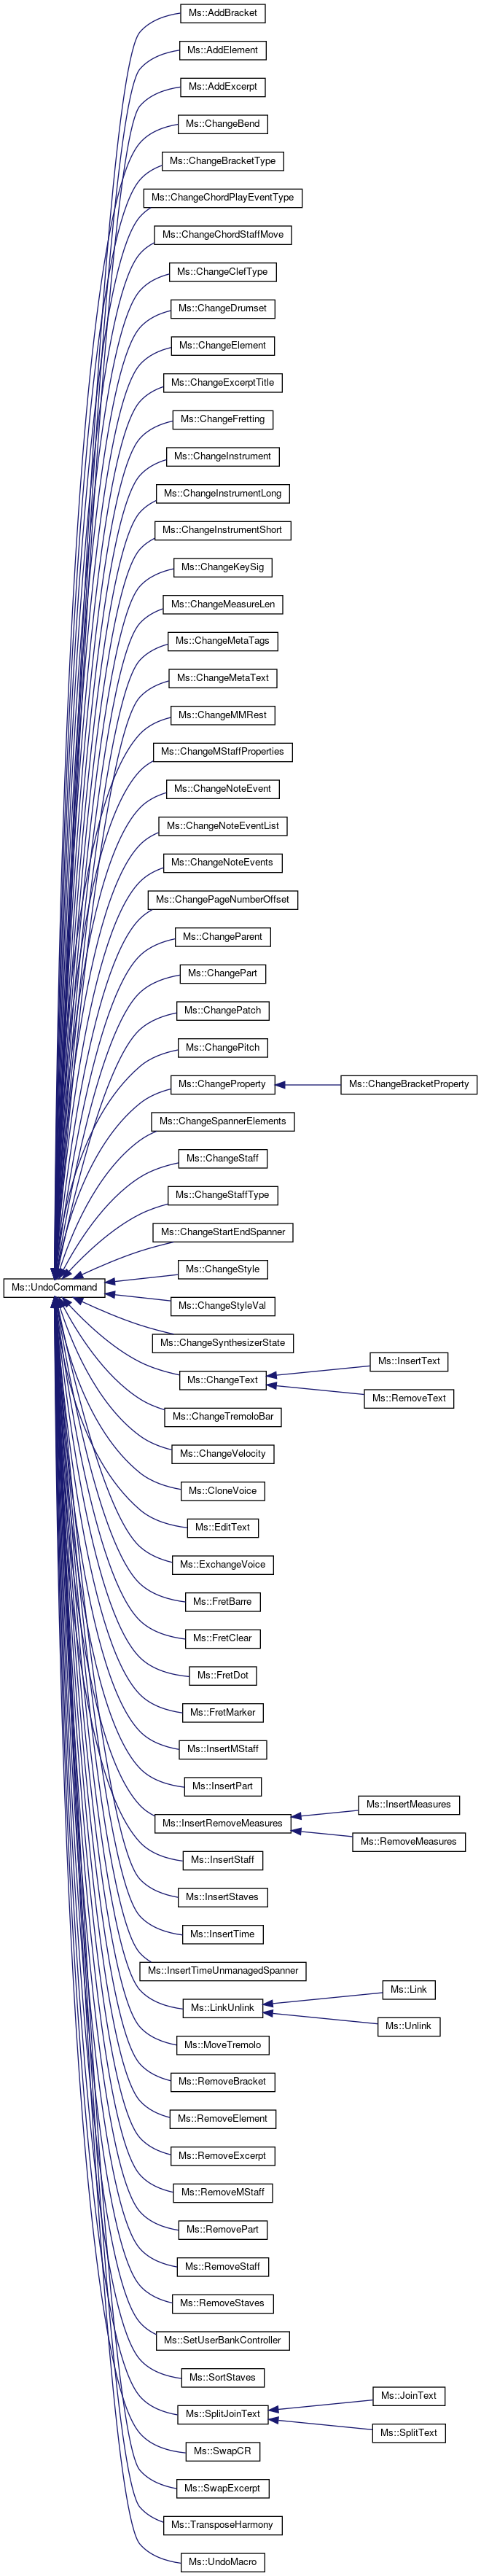 Ms::AddBracket
Ms::AddElement
Ms::AddExcerpt
Ms::ChangeBend
Ms::ChangeBracketType
Ms::ChangeChordPlayEventType
Ms::ChangeChordStaffMove
Ms::ChangeClefType
Ms::ChangeDrumset
Ms::ChangeElement
Ms::ChangeExcerptTitle
Ms::ChangeFretting
Ms::ChangeInstrument
Ms::ChangeInstrumentLong
Ms::ChangeInstrumentShort
Ms::ChangeKeySig
Ms::ChangeMeasureLen
Ms::ChangeMetaTags
Ms::ChangeMetaText
Ms::ChangeMMRest
Ms::ChangeMStaffProperties
Ms::ChangeNoteEvent
Ms::ChangeNoteEventList
Ms::ChangeNoteEvents
Ms::ChangePageNumberOffset
Ms::ChangeParent
Ms::ChangePart
Ms::ChangePatch
Ms::ChangePitch
Ms::ChangeProperty
Ms::ChangeBracketProperty
Ms::ChangeSpannerElements
Ms::ChangeStaff
Ms::ChangeStaffType
Ms::ChangeStartEndSpanner
Ms::ChangeStyle
Ms::UndoCommand
Ms::ChangeStyleVal
Ms::ChangeSynthesizerState
Ms::InsertText
Ms::ChangeText
Ms::RemoveText
Ms::ChangeTremoloBar
Ms::ChangeVelocity
Ms::CloneVoice
Ms::EditText
Ms::ExchangeVoice
Ms::FretBarre
Ms::FretClear
Ms::FretDot
Ms::FretMarker
Ms::InsertMStaff
Ms::InsertPart
Ms::InsertMeasures
Ms::InsertRemoveMeasures
Ms::RemoveMeasures
Ms::InsertStaff
Ms::InsertStaves
Ms::InsertTime
Ms::InsertTimeUnmanagedSpanner
Ms::Link
Ms::LinkUnlink
Ms::Unlink
Ms::MoveTremolo
Ms::RemoveBracket
Ms::RemoveElement
Ms::RemoveExcerpt
Ms::RemoveMStaff
Ms::RemovePart
Ms::RemoveStaff
Ms::RemoveStaves
Ms::SetUserBankController
Ms::SortStaves
Ms::JoinText
Ms::SplitJoinText
Ms::SplitText
Ms::SwapCR
Ms::SwapExcerpt
Ms::TransposeHarmony
Ms::UndoMacro